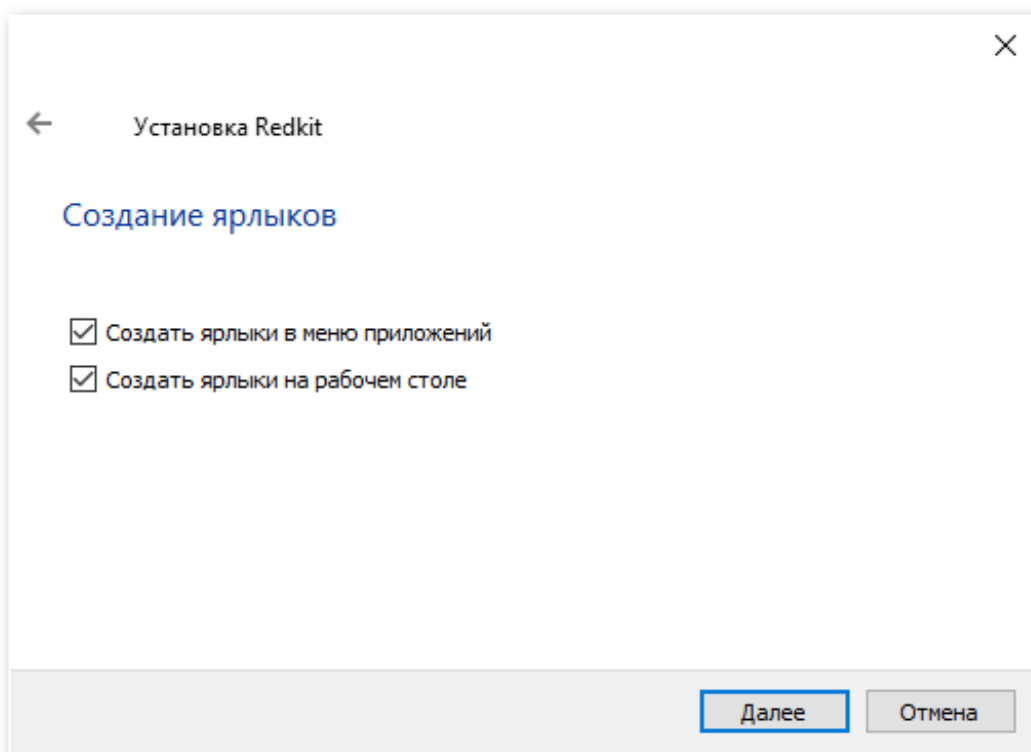 Установка Redkit
Создание ярлыков
Создать ярлыки в меню приложений
Создать ярлыки на рабочем столе
Далее
Отмена